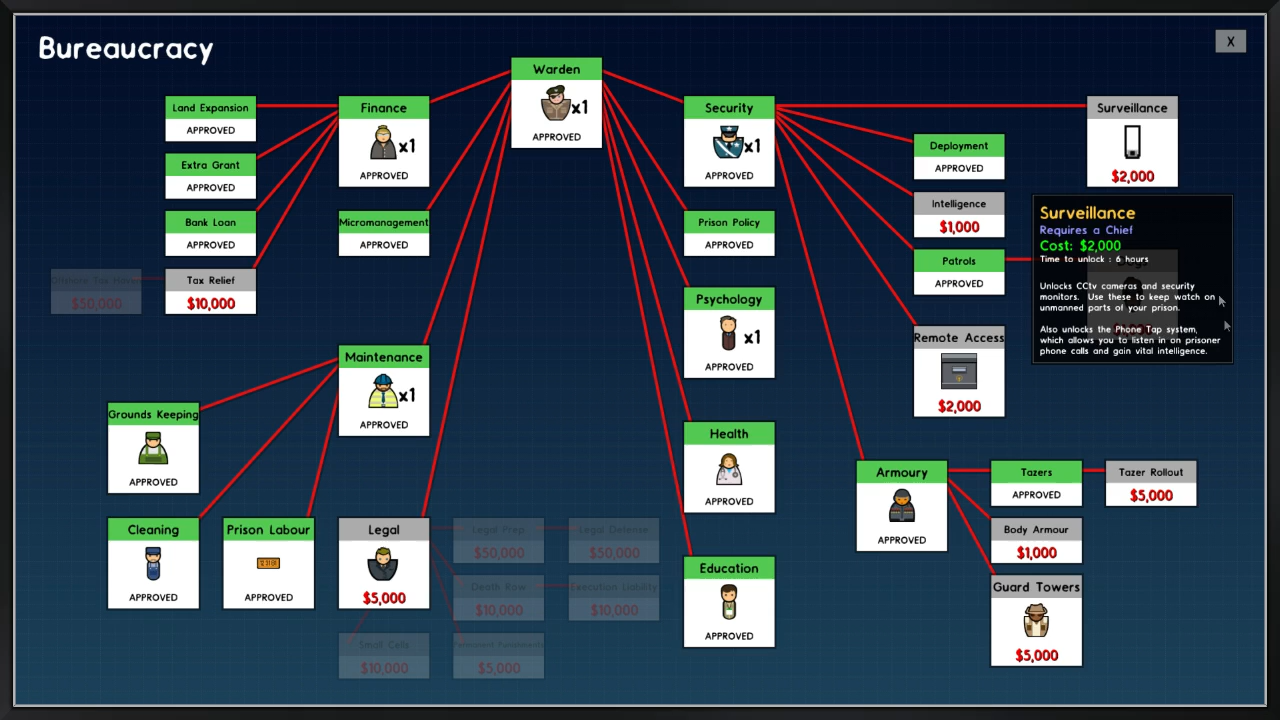 Bureaucracy
X
Warden
x1
APPROVED
Land Expansion
APPROVED
Finance
x1
APPROVED
Security
x1
APPROVED
Surveillance
$2,000
Extra Grant
APPROVED
Deployment
APPROVED
Bank Loan
APPROVED
Micromanagement
APPROVED
Prison Policy
APPROVED
Intelligence
$1,000
Surveillance
Requires a Chief
Cost: $2,000
Time to unlock : 6 hours
Unlocks CCtv cameras and security
monitors. Use these to keep watch on
unmanned parts of your prison.
Also unlocks the Phone Tap system,
which allows you to listen in on prisoner
phone calls and gain vital intelligence.
Patrols
APPROVED
$50,000
Tax Relief
$10,000
Psychology
x1
APPROVED
Remote Access
$2,000
Maintenance
x1
APPROVED
Grounds Keeping
APPROVED
Health
APPROVED
Armoury
APPROVED
Tazers
APPROVED
Tazer Rollout
$5,000
Cleaning
APPROVED
Prison Labour
APPROVED
Legal
$5,000
Legal Prep
$50,000
Legal Defense
$50,000
Body Armour
$1,000
Death Row
$10,000
Execution Liability
$10,000
Education
APPROVED
Guard Towers
$5,000
Small Cells
$10,000
Permanent Punishments
$5,000